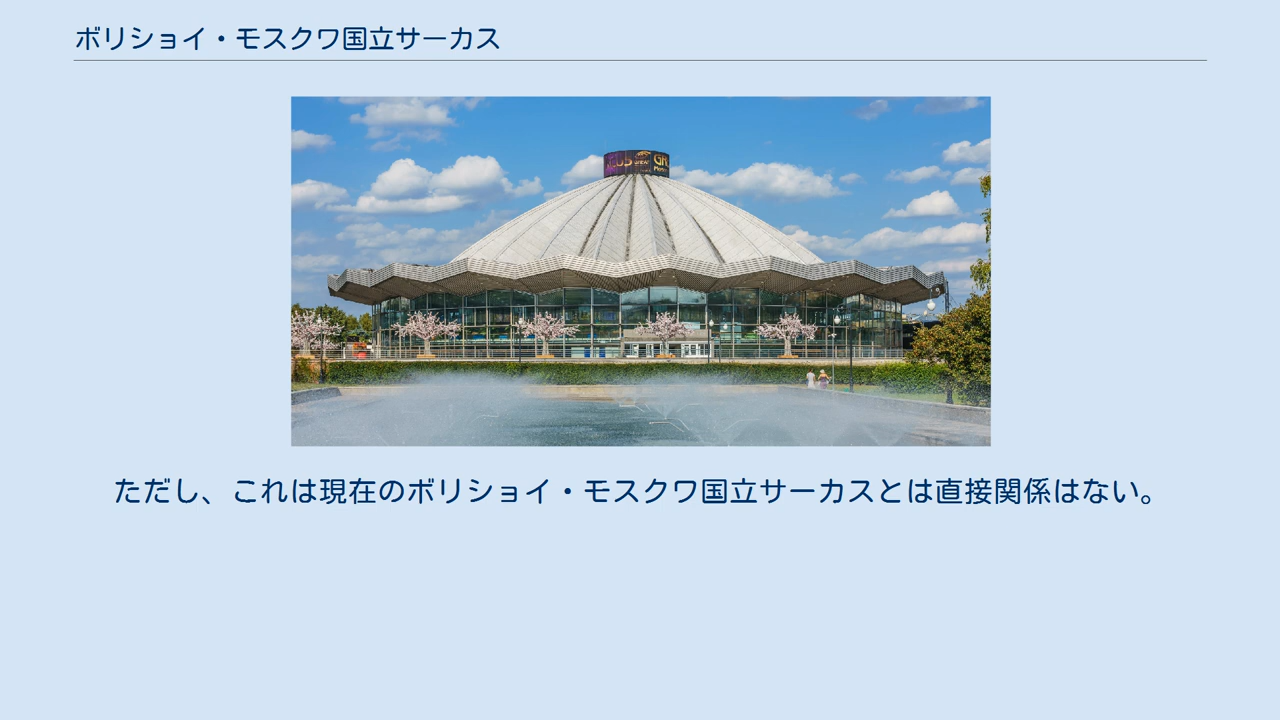 ボリショイ・モスクワ国立サーカス
ただし、これは現在のボリショイ・モスクワ国立サーカスとは直接関係はない。